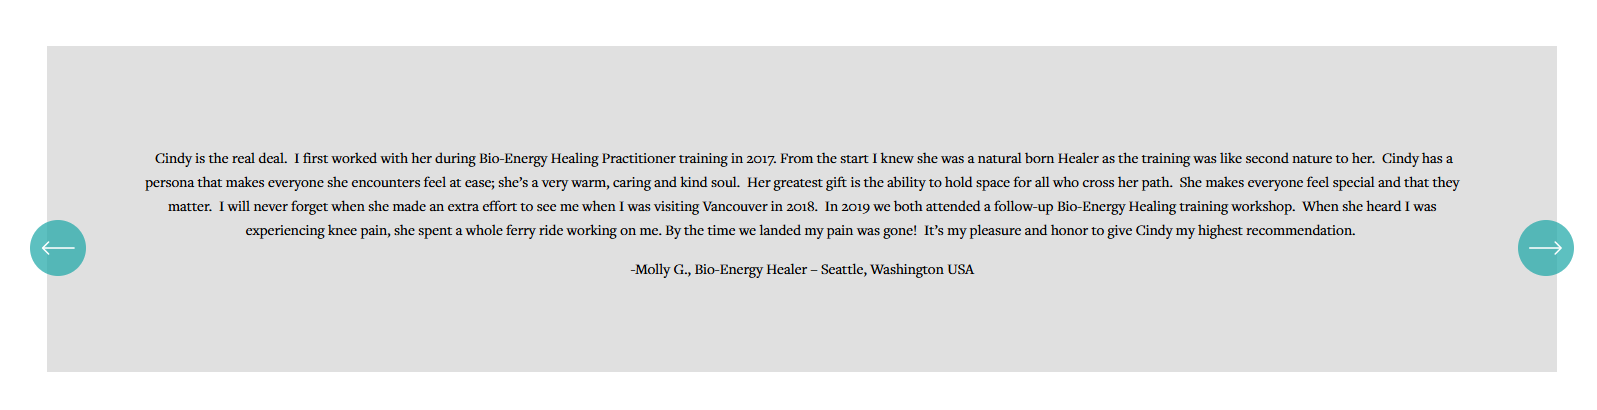 Cindy is the real deal.  I first worked with her during Bio-Energy Healing Practitioner training in 2017. From the start I knew she was a natural born Healer as the training was like second nature to her.  Cindy has a
persona that makes everyone she encounters feel at ease; she’s a very warm, caring and kind soul.  Her greatest gift is the ability to hold space for all who cross her path.  She makes everyone feel special and that they
matter.  I will never forget when she made an extra effort to see me when I was visiting Vancouver in 2018.  In 2019 we both attended a follow-up Bio-Energy Healing training workshop.  When she heard I was
experiencing knee pain, she spent a whole ferry ride working on me. By the time we landed my pain was gone!  It’s my pleasure and honor to give Cindy my highest recommendation.
-Molly G., Bio-Energy Healer – Seattle, Washington USA